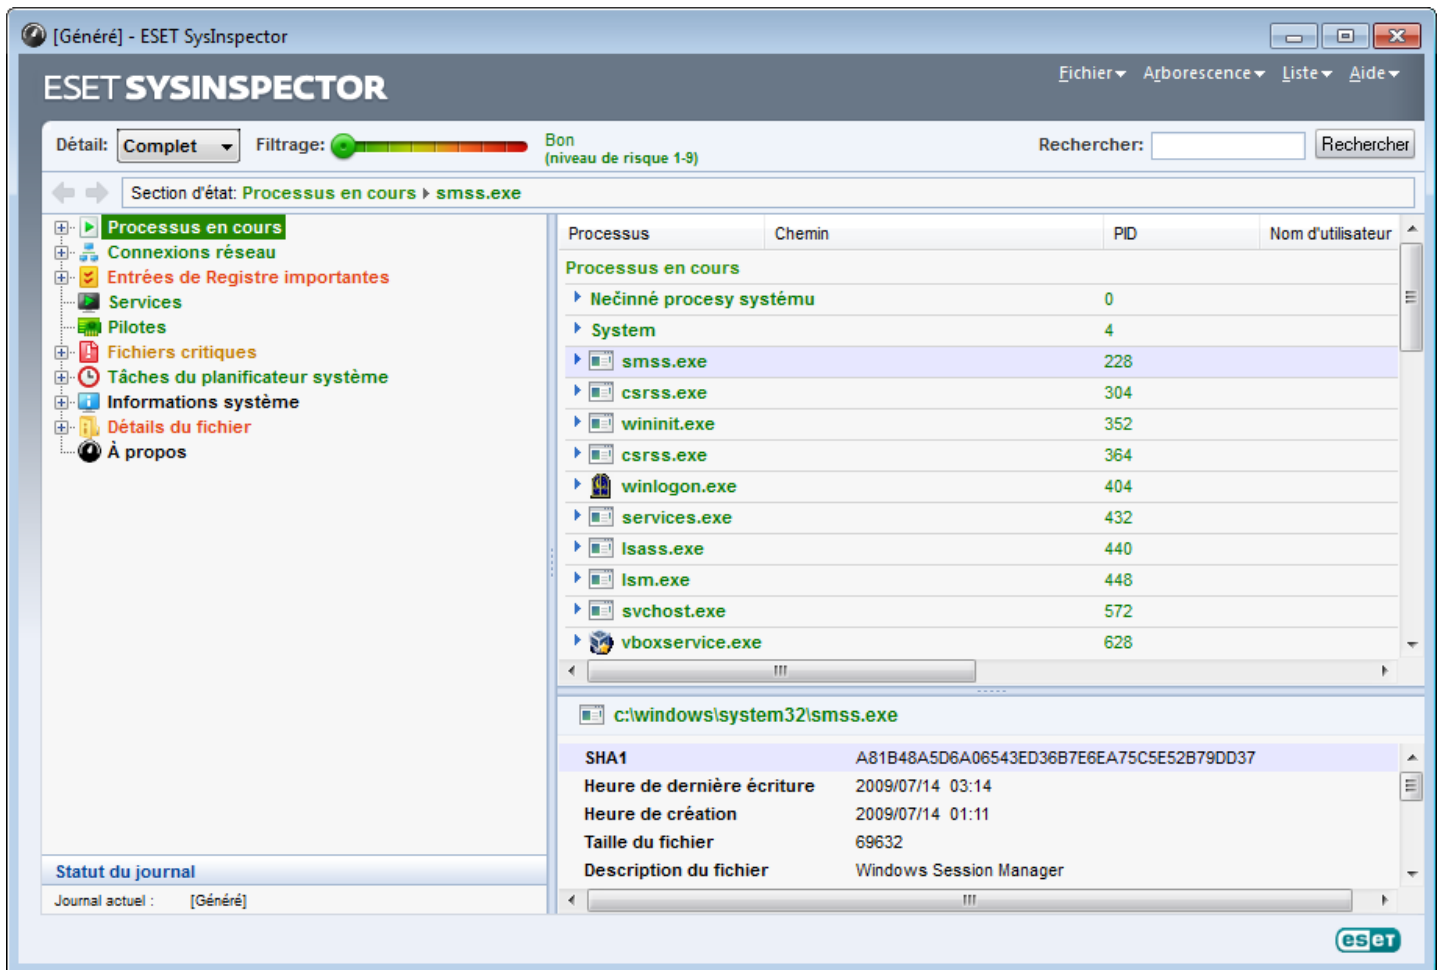 [Généré] - ESET SysInspector
ESET SYSINSPECTOR
Fichier Arborescence Liste Aide
Détail: Complet Filtrage: Bon
(niveau de risque 1-9)
Rechercher: Rechercher
Section d'état: Processus en cours smss.exe
Processus en cours
Connexions réseau
Entrées de Registre importantes
Services
Pilotes
Fichiers critiques
Tâches du planificateur système
Informations système
Détails du fichier
À propos
Statut du journal
Journal actuel : [Généré]
Processus Chemin PID Nom d'utilisateur
Processus en cours
Nečinné procesy systému 0
System 4
smss.exe 228
csrss.exe 304
wininit.exe 352
csrss.exe 364
winlogon.exe 404
services.exe 432
lsass.exe 440
lsm.exe 448
svchost.exe 572
vboxservice.exe 628
c:\windows\system32\smss.exe
SHA1 A81B48A5D6A06543ED36B7E6EA75C5E52B79DD37
Heure de dernière écriture 2009/07/14 03:14
Heure de création 2009/07/14 01:11
Taille du fichier 69632
Description du fichier Windows Session Manager
eset